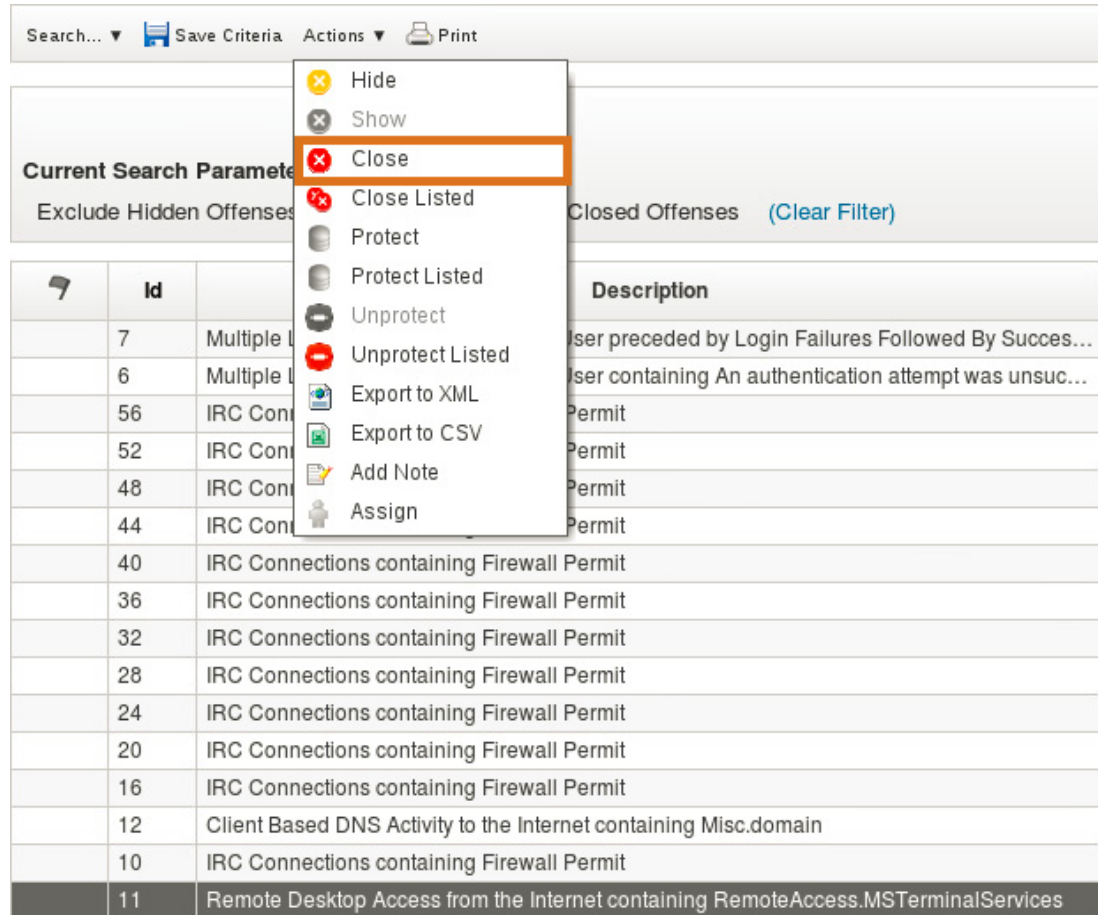 Search... ▼ Save Criteria Actions ▼ Print
Hide
Show
Close
Close Listed
Protect
Protect Listed
Unprotect
Unprotect Listed
Export to XML
Export to CSV
Add Note
Assign
Current Search Paramete
Exclude Hidden Offenses Closed Offenses (Clear Filter)
Id Description
7 Multiple L User preceded by Login Failures Followed By Succes...
6 Multiple L User containing An authentication attempt was unsuc...
56 IRC Conn Permit
52 IRC Conn Permit
48 IRC Conn Permit
44 IRC Conn Permit
40 IRC Connections containing Firewall Permit
36 IRC Connections containing Firewall Permit
32 IRC Connections containing Firewall Permit
28 IRC Connections containing Firewall Permit
24 IRC Connections containing Firewall Permit
20 IRC Connections containing Firewall Permit
16 IRC Connections containing Firewall Permit
12 Client Based DNS Activity to the Internet containing Misc.domain
10 IRC Connections containing Firewall Permit
11 Remote Desktop Access from the Internet containing RemoteAccess.MSTerminalServices